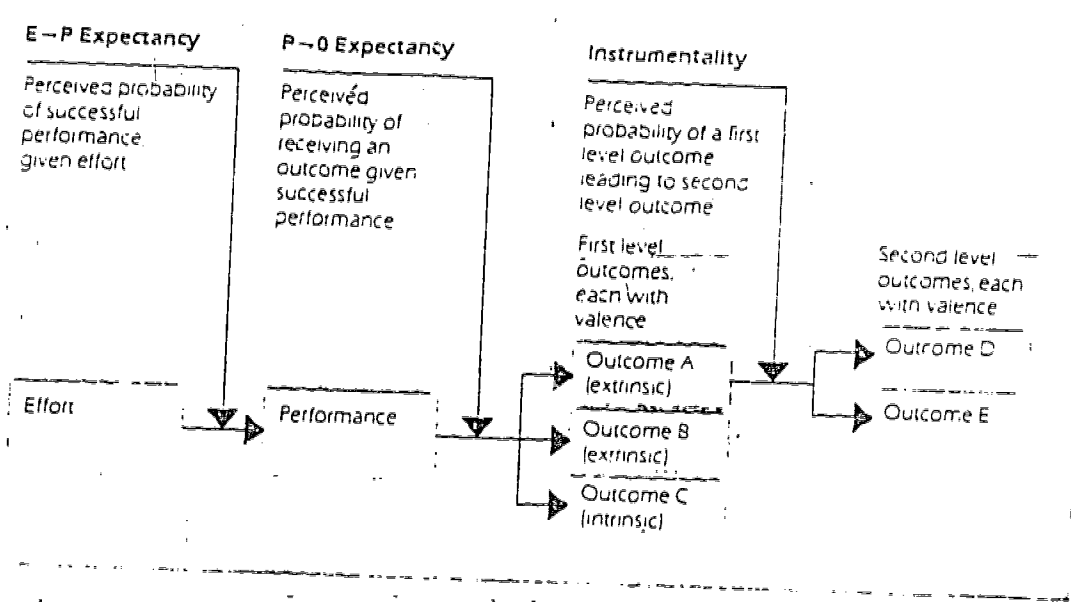 E→P Expectancy
Perceived probability
of successful
performance,
given effort
P→0 Expectancy
Perceived
probability of
receiving an
outcome given
successful
performance
Instrumentality
Perceived
probability of a first
level outcome
leading to second
level outcome
First level
outcomes,
each with
valence
Second level
outcomes, each
with valence
Effort
Performance
Outcome A
(extrinsic)
Outcome B
(extrinsic)
Outcome C
(intrinsic)
Outcome D
Outcome E